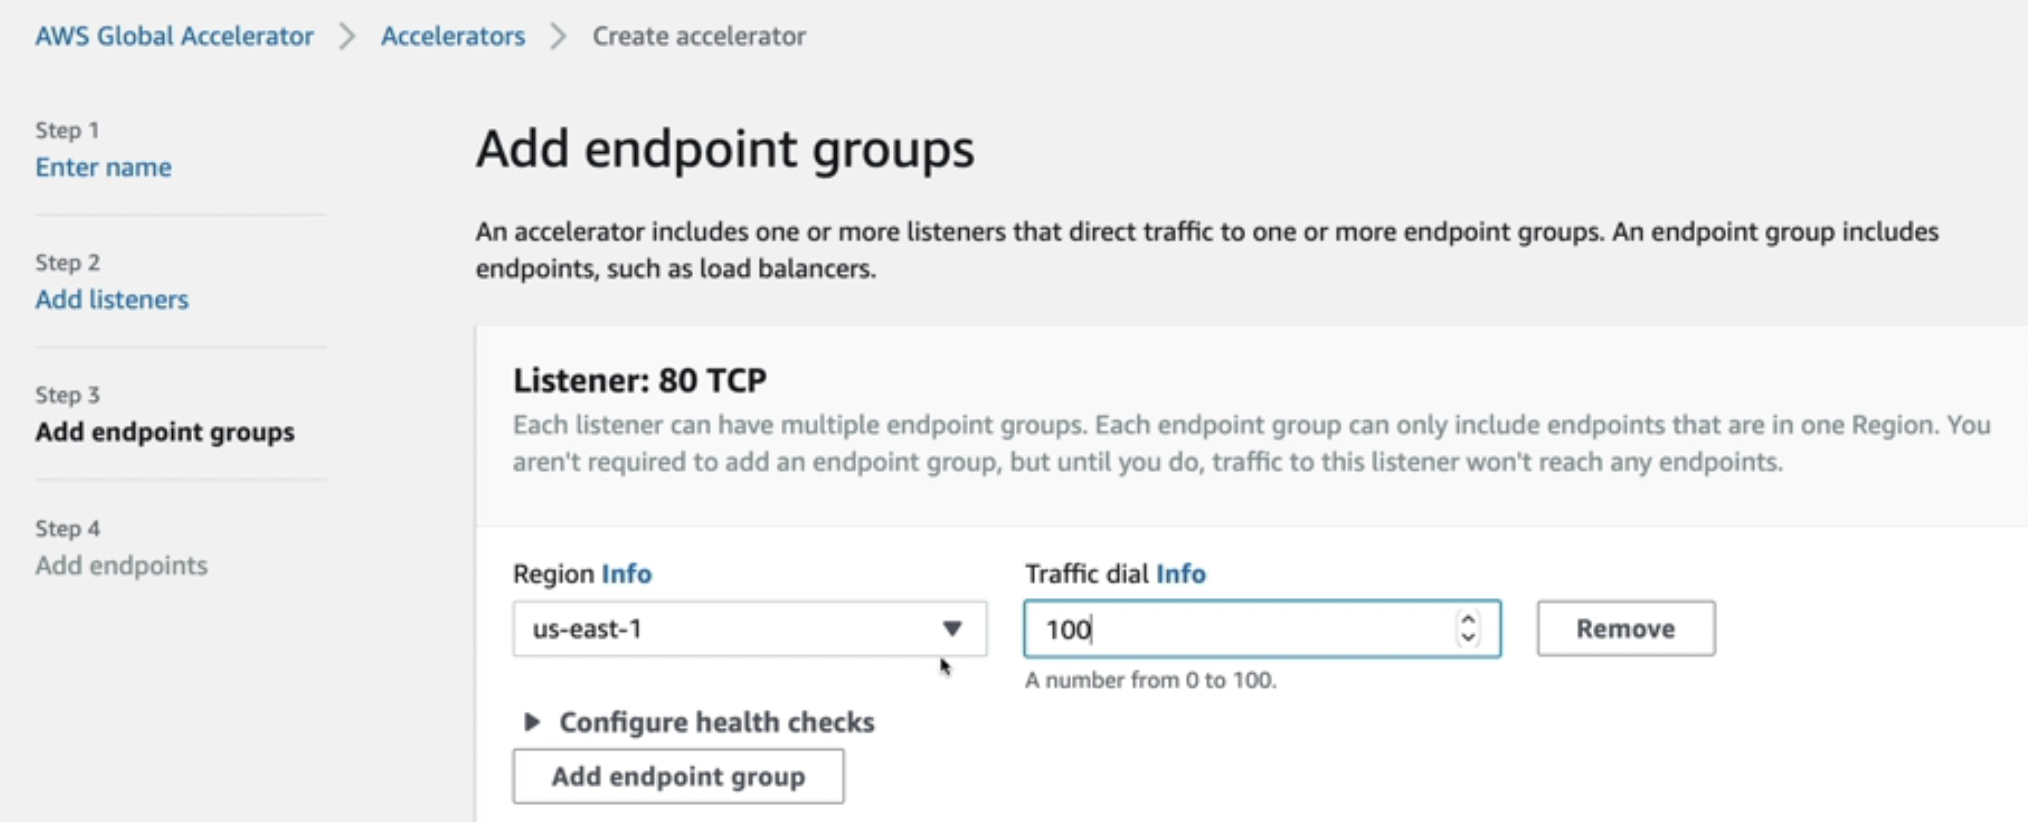 AWS Global Accelerator > Accelerators > Create accelerator
Step 1
Enter name
Step 2
Add listeners
Step 3
Add endpoint groups
Step 4
Add endpoints
Add endpoint groups
An accelerator includes one or more listeners that direct traffic to one or more endpoint groups. An endpoint group includes
endpoints, such as load balancers.
Listener: 80 TCP
Each listener can have multiple endpoint groups. Each endpoint group can only include endpoints that are in one Region. You
aren't required to add an endpoint group, but until you do, traffic to this listener won't reach any endpoints.
Region Info
us-east-1
Traffic dial Info
100
A number from 0 to 100.
Remove
Configure health checks
Add endpoint group